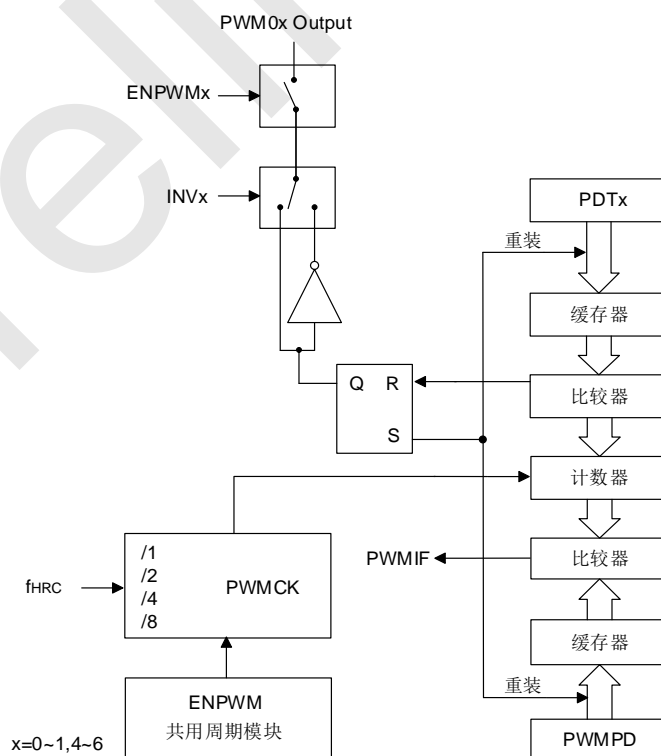 PWM0x Output
ENPWMx
INVx
PDTx
重装
缓存器
Q R
比较器
S
计数器
/1
/2
/4
/8
PWMCK
fHRC
PWMIF
比较器
缓存器
重装
ENPWM
共用周期模块
PWMPD
x=0~1,4~6